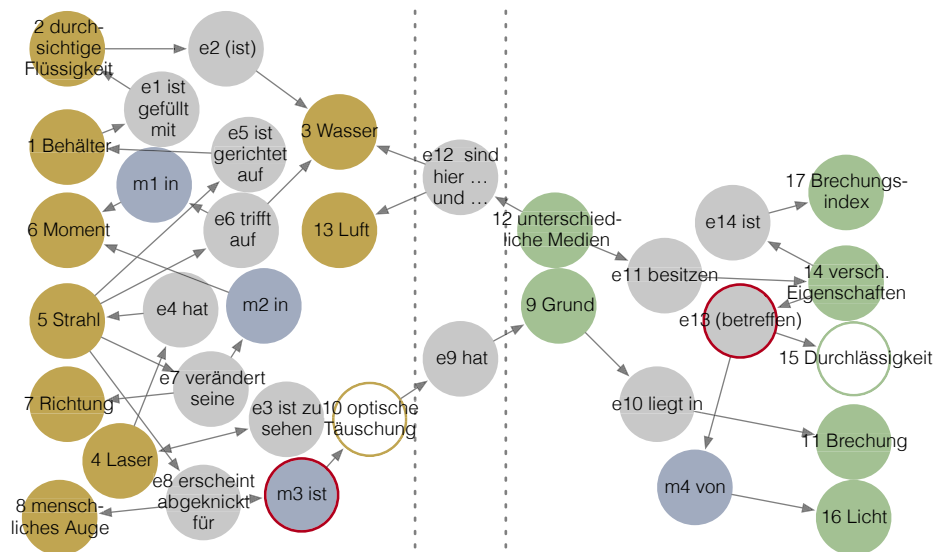 2 durch-
sichtige
Flüssigkeit
e2 (ist)
e1 ist
gefüllt
mit
1 Behälter
e5 ist
gerichtet
auf
3 Wasser
m1 in
e12 sind
hier ...
und ...
6 Moment
e6 trifft
auf
13 Luft
12 unterschied-
liche Medien
e14 ist
17 Brechungs-
index
e11 besitzen
14 versch.
Eigenschaften
5 Strahl
e4 hat
m2 in
9 Grund
e13 (betreffen)
15 Durchlässigkeit
e9 hat
7 Richtung
e7 verändert
seine
e3 ist zu
sehen
10 optische
Täuschung
e10 liegt in
11 Brechung
4 Laser
e8 erscheint
abgeknickt
für
m3 ist
m4 von
8 mensch-
liches Auge
16 Licht